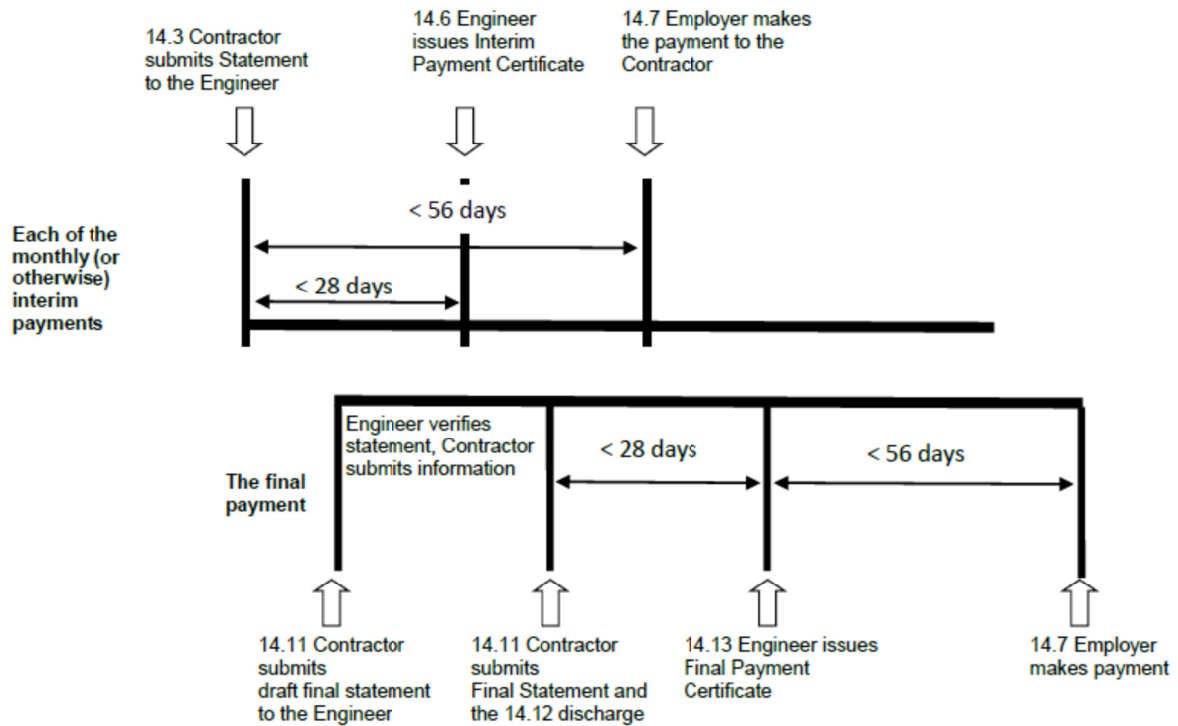 14.3 Contractor
submits Statement
to the Engineer
14.6 Engineer
issues Interim
Payment Certificate
14.7 Employer makes
the payment to the
Contractor
Each of the
monthly (or
otherwise)
interim
payments
< 56 days
< 28 days
The final
payment
Engineer verifies
statement, Contractor
submits information
< 28 days
< 56 days
14.11 Contractor
submits
draft final statement
to the Engineer
14.11 Contractor
submits
Final Statement and
the 14.12 discharge
14.13 Engineer issues
Final Payment
Certificate
14.7 Employer
makes payment